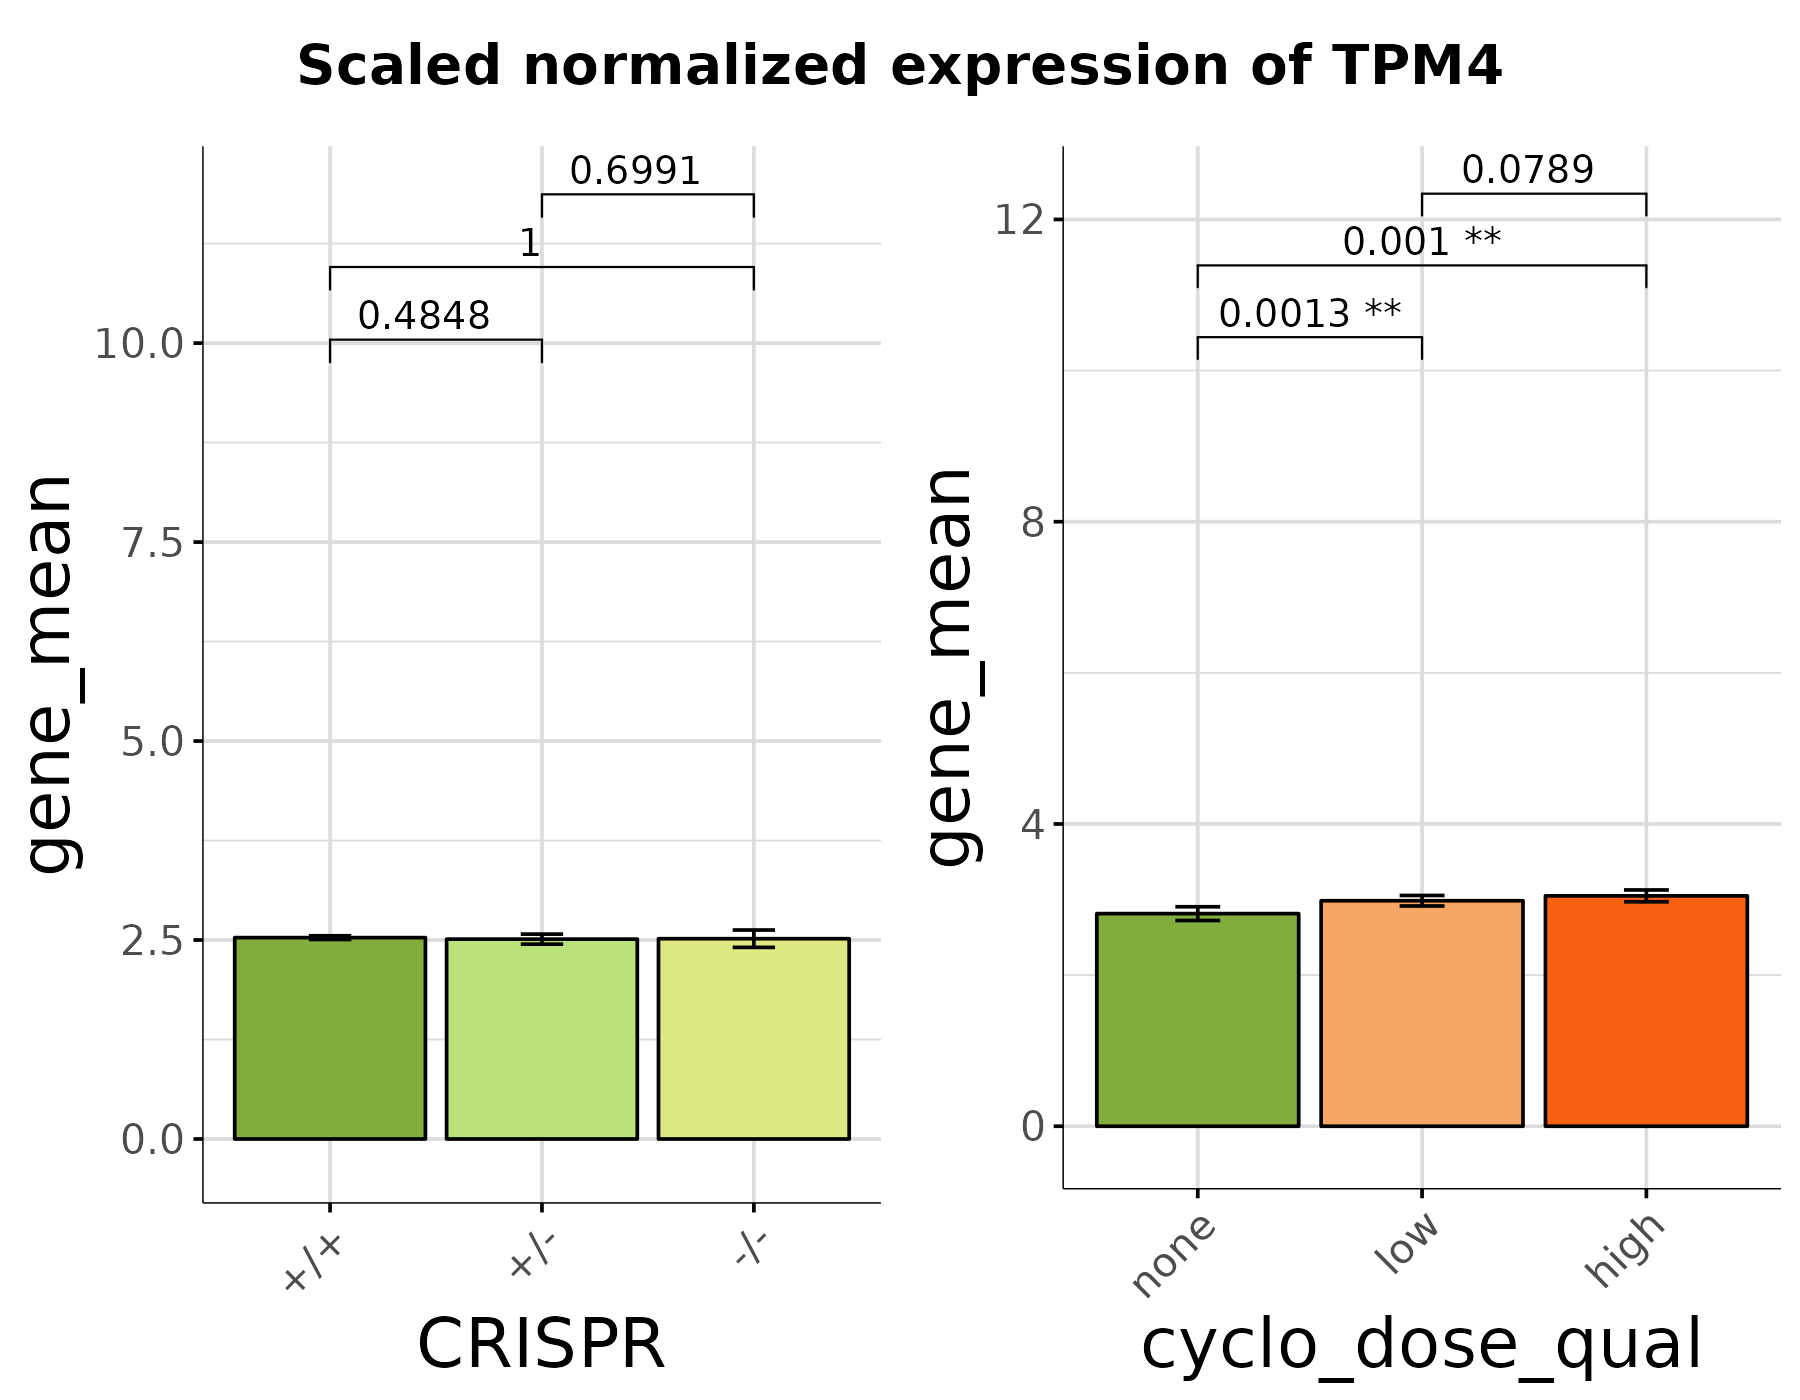 Scaled normalized expression of TPM4
gene_mean
10.0
7.5
5.0
2.5
0.0
0.6991
1
0.4848
+/+
+/-
-/-
CRISPR
gene_mean
12
8
4
0
0.0789
0.001 **
0.0013 **
none
low
high
cyclo_dose_qual